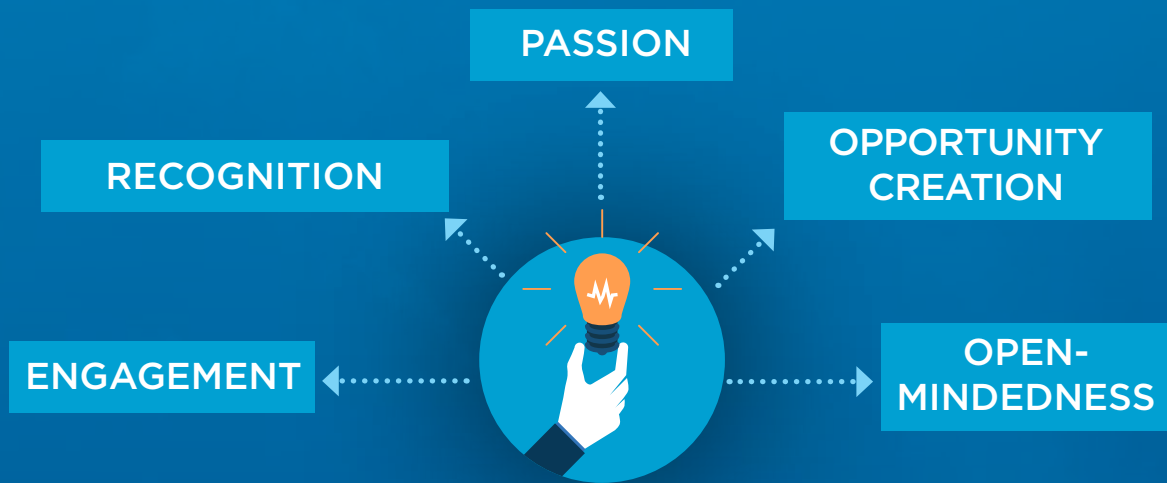 PASSION
OPPORTUNITY
CREATION
RECOGNITION
ENGAGEMENT
OPEN-
MINDEDNESS